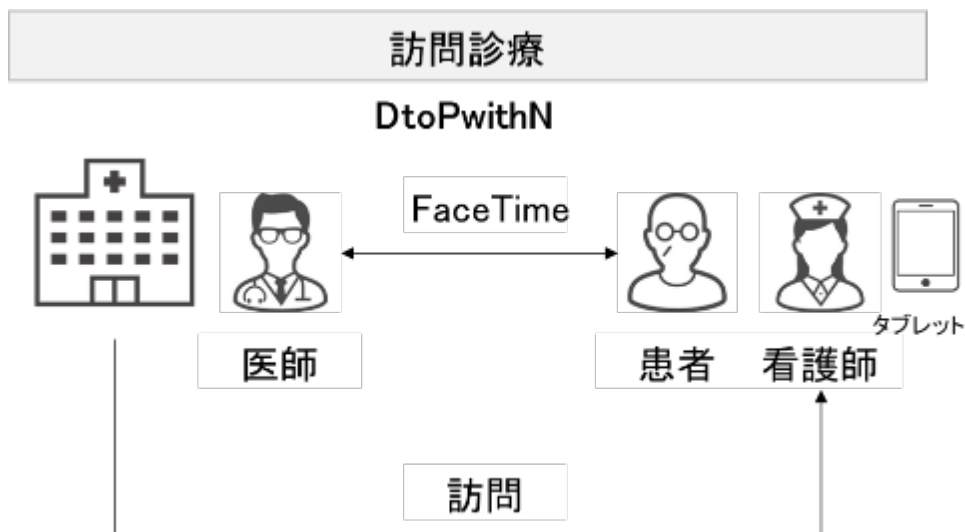 訪問診療
DtoPwithN
FaceTime
タブレット
医師
患者
看護師
訪問